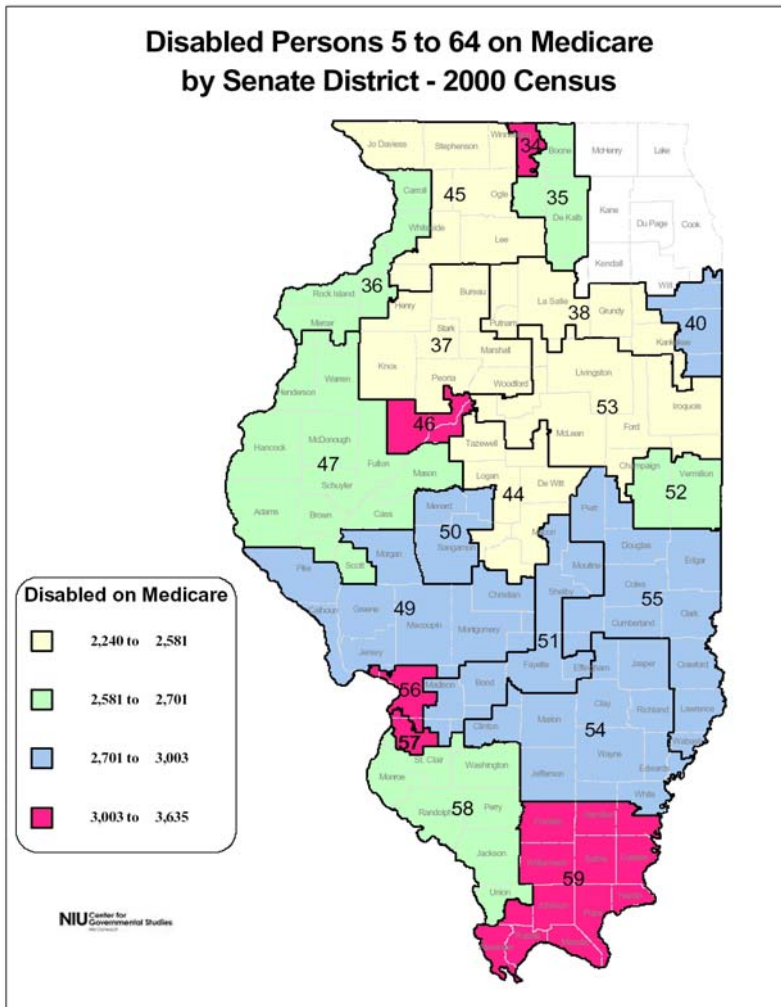 Disabled Persons 5 to 64 on Medicare
by Senate District - 2000 Census
Jo Daviess
Stephenson
34
Boone
McHenry
Lake
Carroll
45
Ogle
35
De Kalb
Kane
Du Page
Cook
Whiteside
Lee
Kendall
Will
36
Rock Island
Mercer
Henry
Bureau
Putnam
La Salle
38
Grundy
40
Kankakee
37
Stark
Marshall
Knox
Peoria
Woodford
Livingston
53
Iroquois
Ford
Henderson
Warren
46
Tazewell
McLean
Hancock
McDonough
47
Fulton
Mason
Logan
44
De Witt
Champaign
Vermilion
52
Schuyler
Adams
Brown
Cass
Menard
50
Sangamon
Macon
Piatt
Douglas
Edgar
Scott
Morgan
Pike
Moultrie
Coles
55
Clark
Calhoun
Greene
49
Macoupin
Montgomery
Christian
Shelby
Cumberland
51
Jersey
Fayette
Effingham
Jasper
Crawford
56
Madison
Bond
Clay
Richland
Lawrence
57
Clinton
Marion
54
Wayne
Edwards
Wabash
St. Clair
Monroe
Washington
Jefferson
White
Randolph
58
Perry
Jackson
Union
59
Disabled on Medicare
2,240 to 2,581
2,581 to 2,701
2,701 to 3,003
3,003 to 3,635
NIU Center for
Governmental Studies